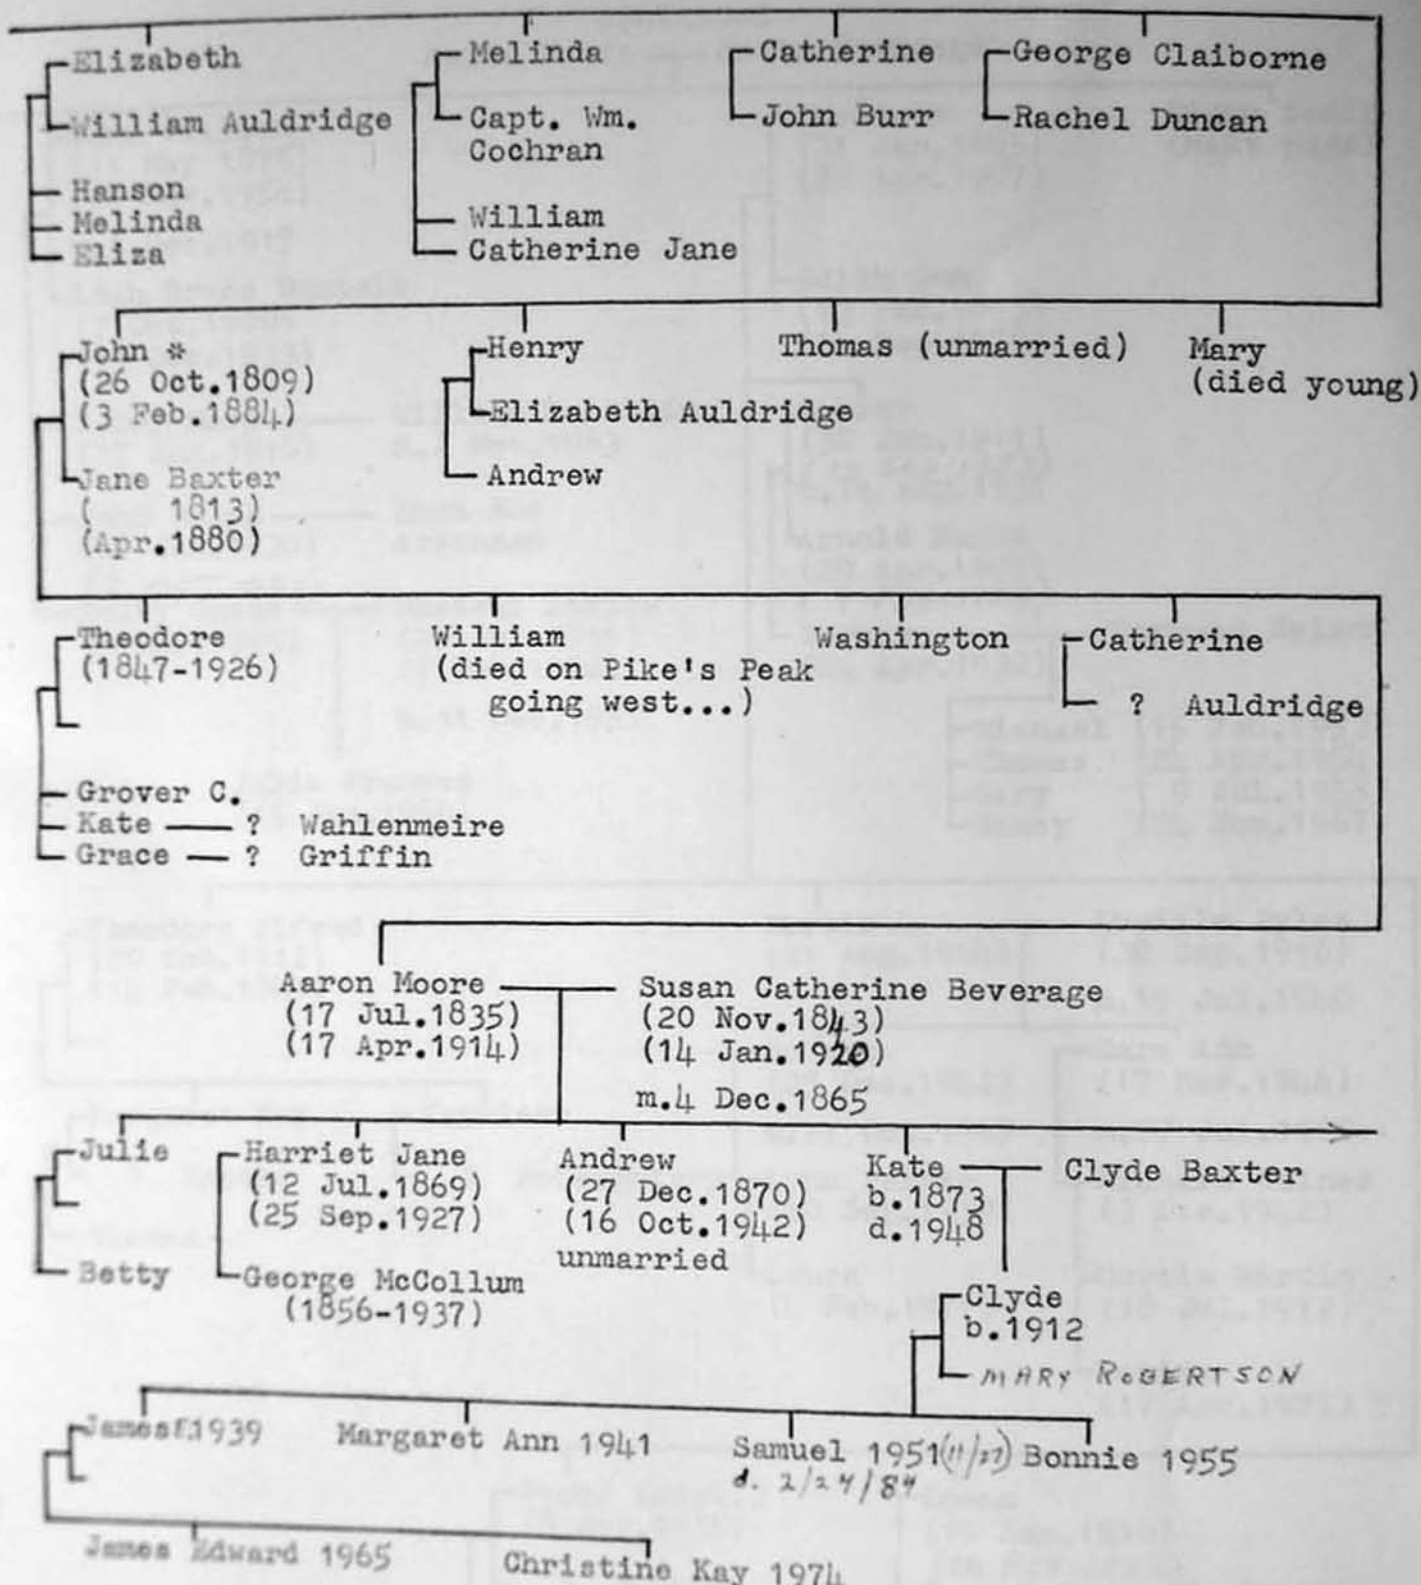 Elizabeth
William Auldridge
Hanson
Melinda
Eliza
Melinda
Capt. Wm.
Cochran
William
Catherine Jane
Catherine
John Burr
George Claiborne
Rachel Duncan
John *
(26 Oct.1809)
(3 Feb.1884)
Jane Baxter
( 1813)
(Apr.1880)
Henry
Elizabeth Auldridge
Andrew
Thomas (unmarried)
Mary
(died young)
Theodore
(1847-1926)
Grover C.
Kate — ? Wahlenmeire
Grace — ? Griffin
William
(died on Pike's Peak
going west...)
Washington
Catherine
? Auldridge
Aaron Moore
(17 Jul.1835)
(17 Apr.1914)
Susan Catherine Beverage
(20 Nov.1843)
(14 Jan.1920)
m.4 Dec.1865
Julie
Betty
Harriet Jane
(12 Jul.1869)
(25 Sep.1927)
George McCollum
(1856-1937)
Andrew
(27 Dec.1870)
(16 Oct.1942)
unmarried
Kate
b.1873
d.1948
Clyde Baxter
Clyde
b.1912
MARY ROBERTSON
James 1939
Margaret Ann 1941
Samuel 1951 (11/27)
d. 2/24/84
Bonnie 1955
James Edward 1965
Christine Kay 1974